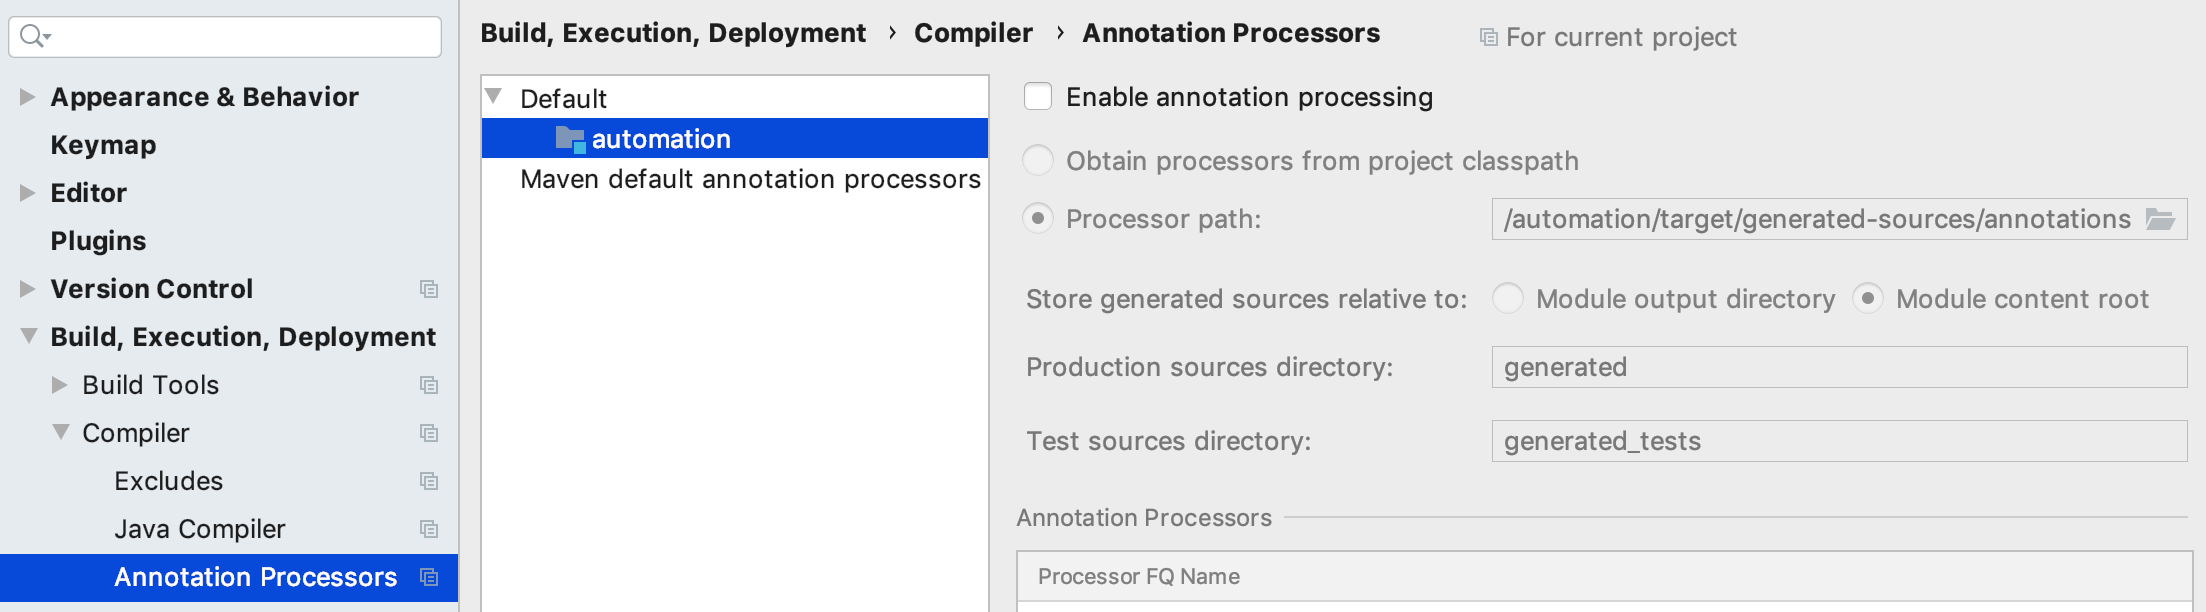 Build, Execution, Deployment › Compiler › Annotation Processors
For current project
Appearance & Behavior
Keymap
Editor
Plugins
Version Control
Build, Execution, Deployment
Build Tools
Compiler
Excludes
Java Compiler
Annotation Processors
Default
automation
Maven default annotation processors
Enable annotation processing
Obtain processors from project classpath
Processor path: /automation/target/generated-sources/annotations
Store generated sources relative to: Module output directory Module content root
Production sources directory: generated
Test sources directory: generated_tests
Annotation Processors
Processor FQ Name